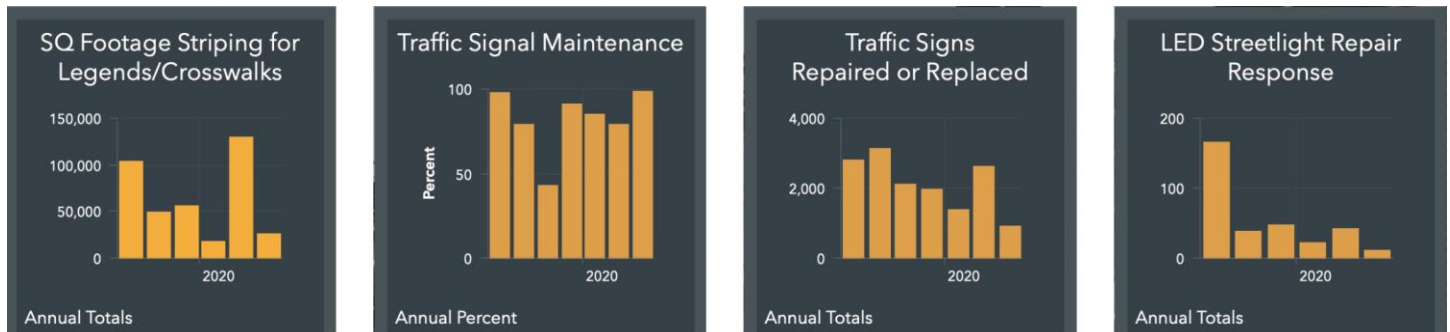 SQ Footage Striping for
Legends/Crosswalks
150,000
100,000
50,000
0
2020
Annual Totals
Traffic Signal Maintenance
100
50
0
Percent
2020
Annual Percent
Traffic Signs
Repaired or Replaced
4,000
2,000
0
2020
Annual Totals
LED Streetlight Repair
Response
200
100
0
2020
Annual Totals